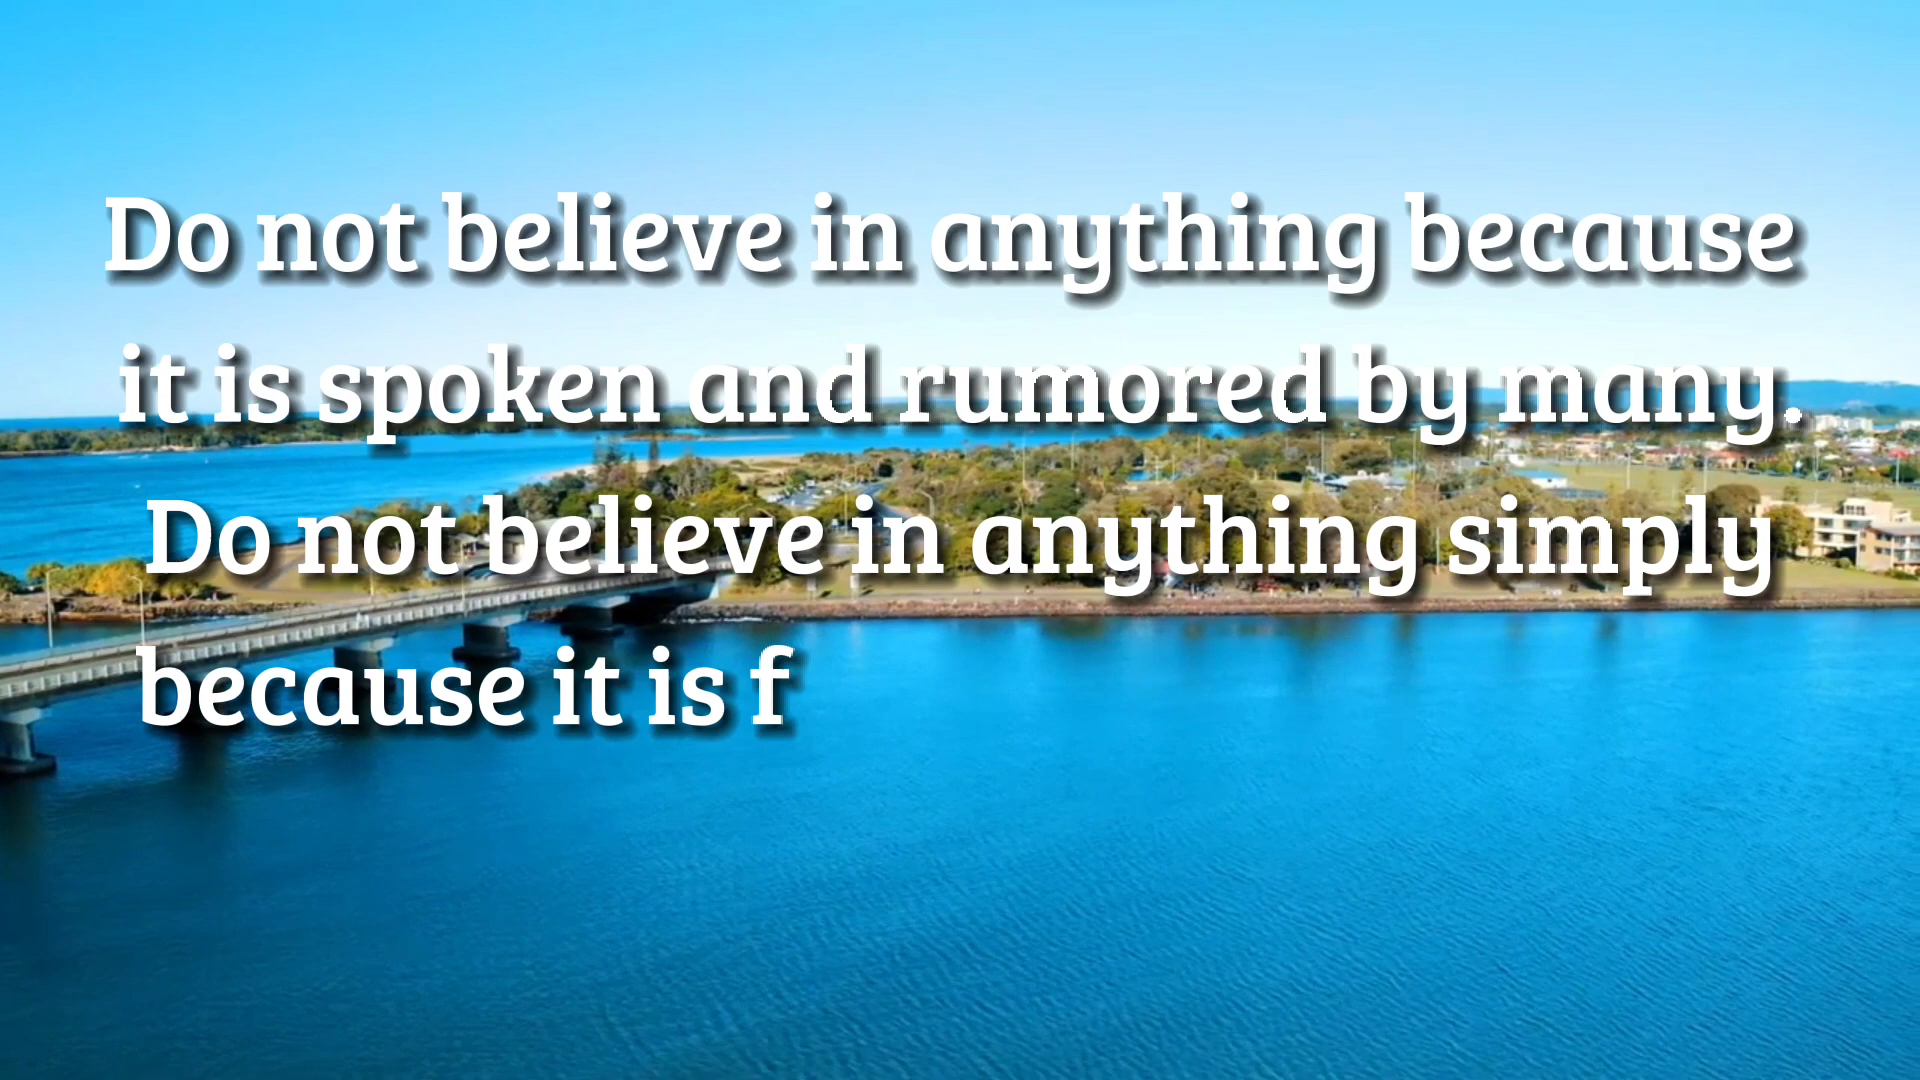 Do not believe in anything because
it is spoken and rumored by many.
Do not believe in anything simply
because it is f